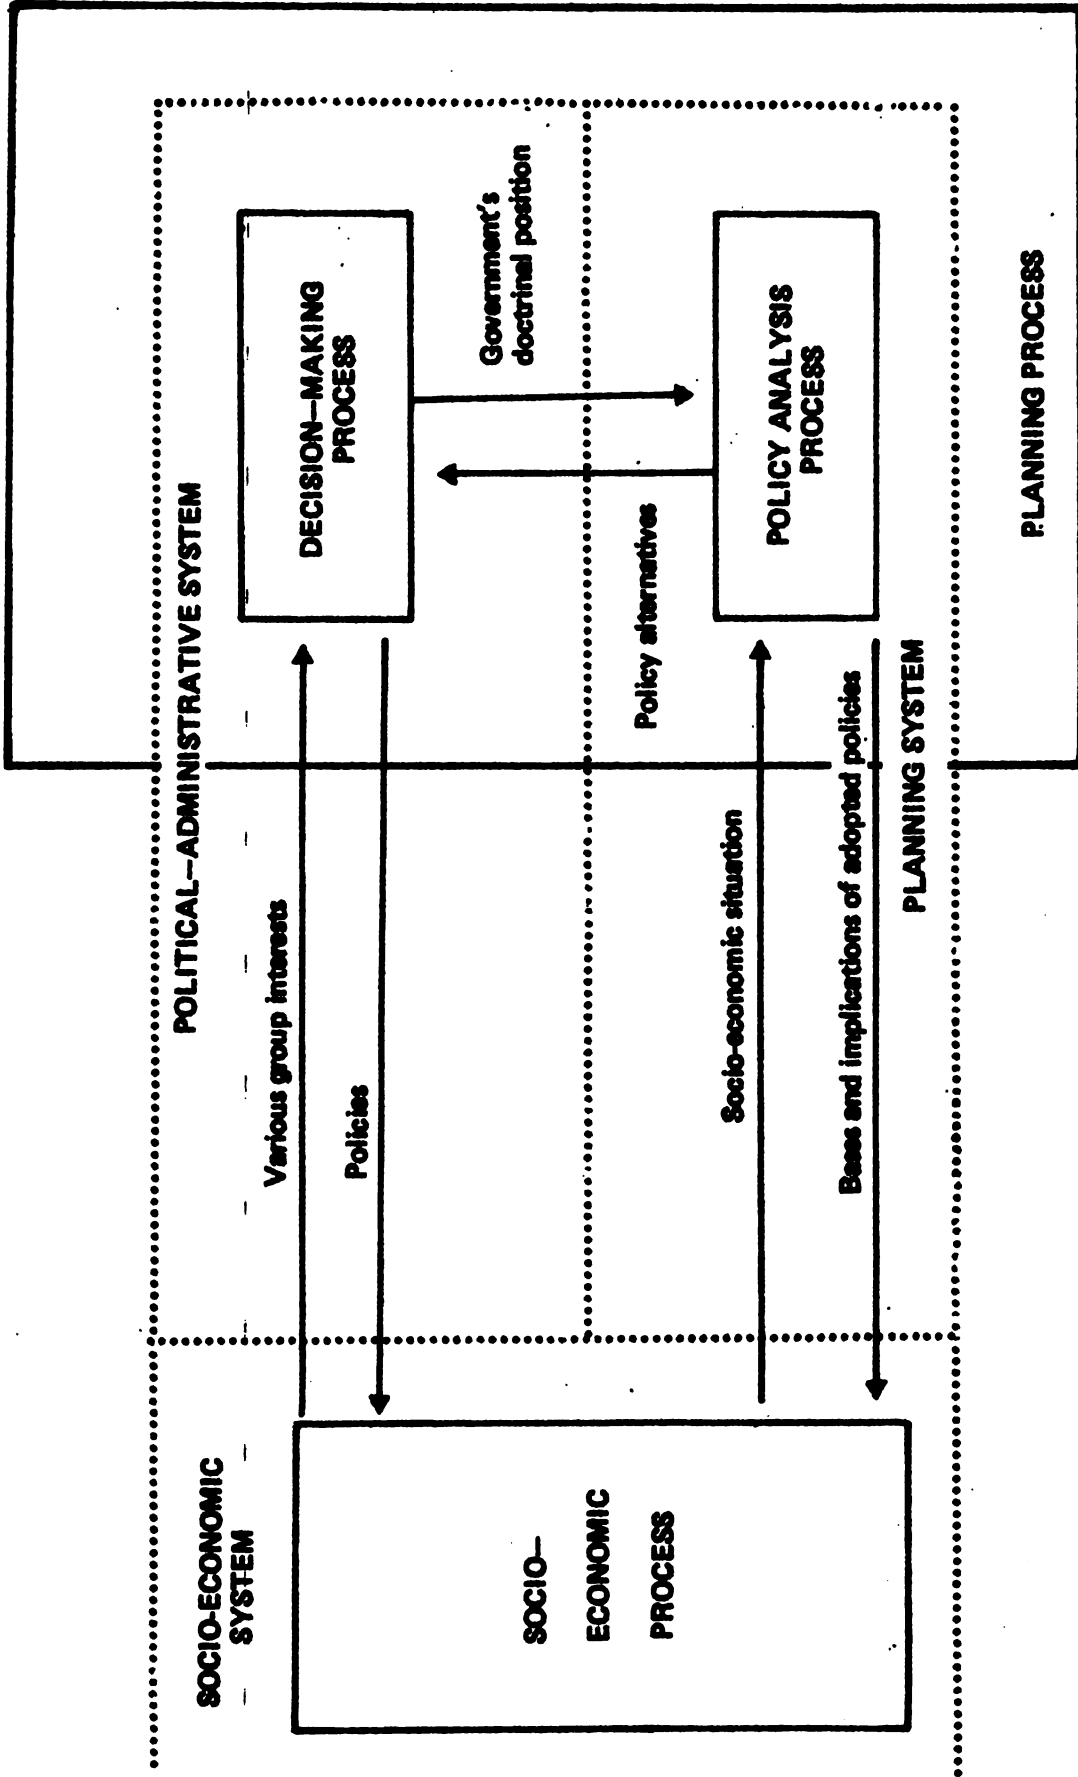 SOCIO-ECONOMIC
SYSTEM
POLITICAL–ADMINISTRATIVE SYSTEM
Various group interests
Policies
DECISION–MAKING
PROCESS
SOCIO–
ECONOMIC
PROCESS
Government's
doctrinal position
Policy alternatives
Socio-economic situation
POLICY ANALYSIS
PROCESS
Bases and implications of adopted policies
PLANNING SYSTEM
PLANNING PROCESS